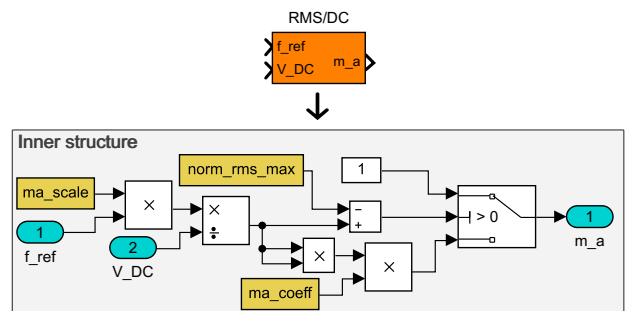 RMS/DC
f_ref
V_DC
m_a
Inner structure
norm_rms_max
1
ma_scale
×
×
÷
−
+
> 0
1
m_a
1
f_ref
2
V_DC
×
×
ma_coeff